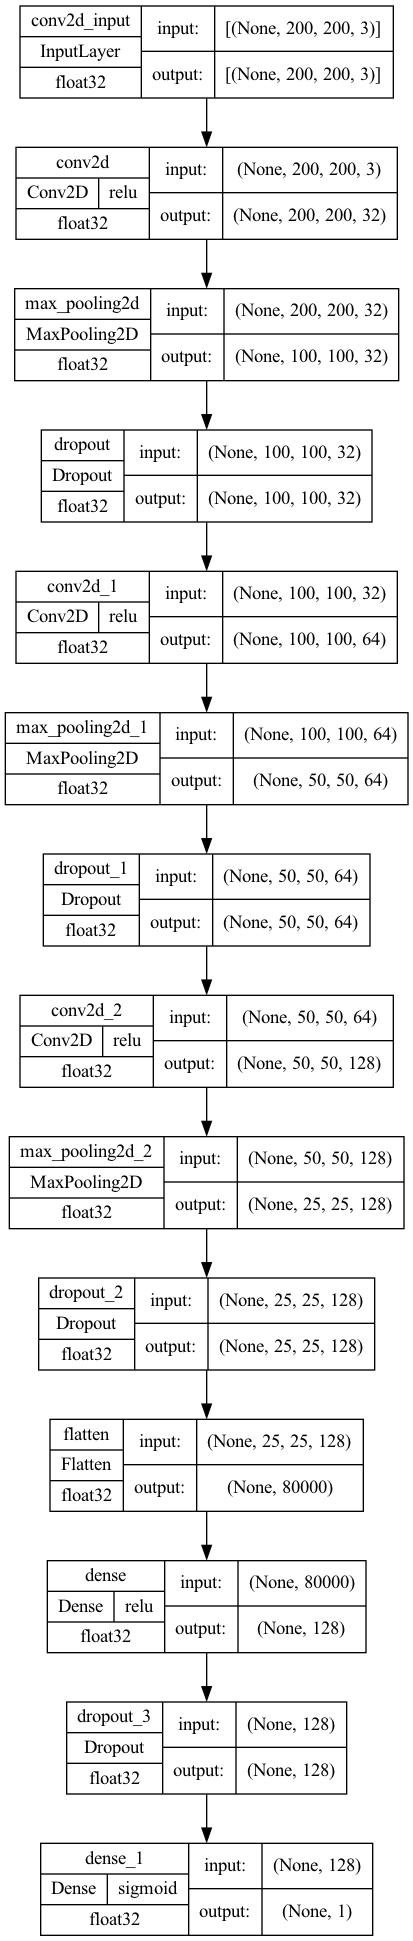 conv2d_input input: [(None, 200, 200, 3)]
InputLayer
float32 output: [(None, 200, 200, 3)]
conv2d input: (None, 200, 200, 3)
Conv2D relu
float32 output: (None, 200, 200, 32)
max_pooling2d input: (None, 200, 200, 32)
MaxPooling2D
float32 output: (None, 100, 100, 32)
dropout input: (None, 100, 100, 32)
Dropout
float32 output: (None, 100, 100, 32)
conv2d_1 input: (None, 100, 100, 32)
Conv2D relu
float32 output: (None, 100, 100, 64)
max_pooling2d_1 input: (None, 100, 100, 64)
MaxPooling2D
float32 output: (None, 50, 50, 64)
dropout_1 input: (None, 50, 50, 64)
Dropout
float32 output: (None, 50, 50, 64)
conv2d_2 input: (None, 50, 50, 64)
Conv2D relu
float32 output: (None, 50, 50, 128)
max_pooling2d_2 input: (None, 50, 50, 128)
MaxPooling2D
float32 output: (None, 25, 25, 128)
dropout_2 input: (None, 25, 25, 128)
Dropout
float32 output: (None, 25, 25, 128)
flatten input: (None, 25, 25, 128)
Flatten
float32 output: (None, 80000)
dense input: (None, 80000)
Dense relu
float32 output: (None, 128)
dropout_3 input: (None, 128)
Dropout
float32 output: (None, 128)
dense_1 input: (None, 128)
Dense sigmoid
float32 output: (None, 1)